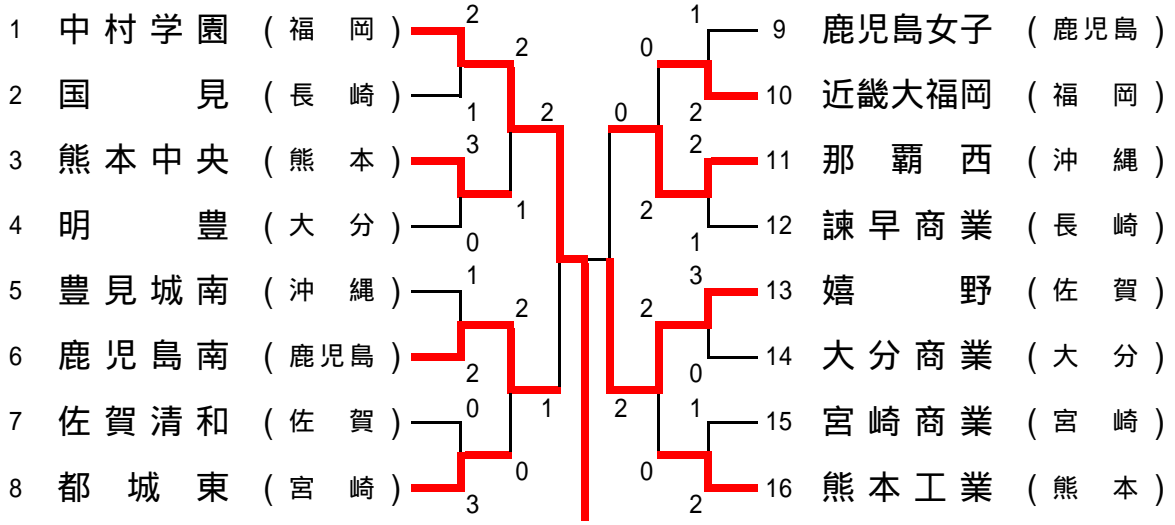 1 中村学園 (福岡) 2 1 9 鹿児島女子 (鹿児島)
2 0
2 国見 (長崎) 1 2 10 近畿大福岡 (福岡)
2 0
3 熊本中央 (熊本) 3 2 11 那覇西 (沖縄)
1 2
4 明豊 (大分) 0 1 12 諫早商業 (長崎)
5 豊見城南 (沖縄) 1 3 13 嬉野 (佐賀)
2 2
6 鹿児島南 (鹿児島) 2 0 14 大分商業 (大分)
1 2
7 佐賀清和 (佐賀) 0 1 15 宮崎商業 (宮崎)
0 0
8 都城東 (宮崎) 3 2 16 熊本工業 (熊本)